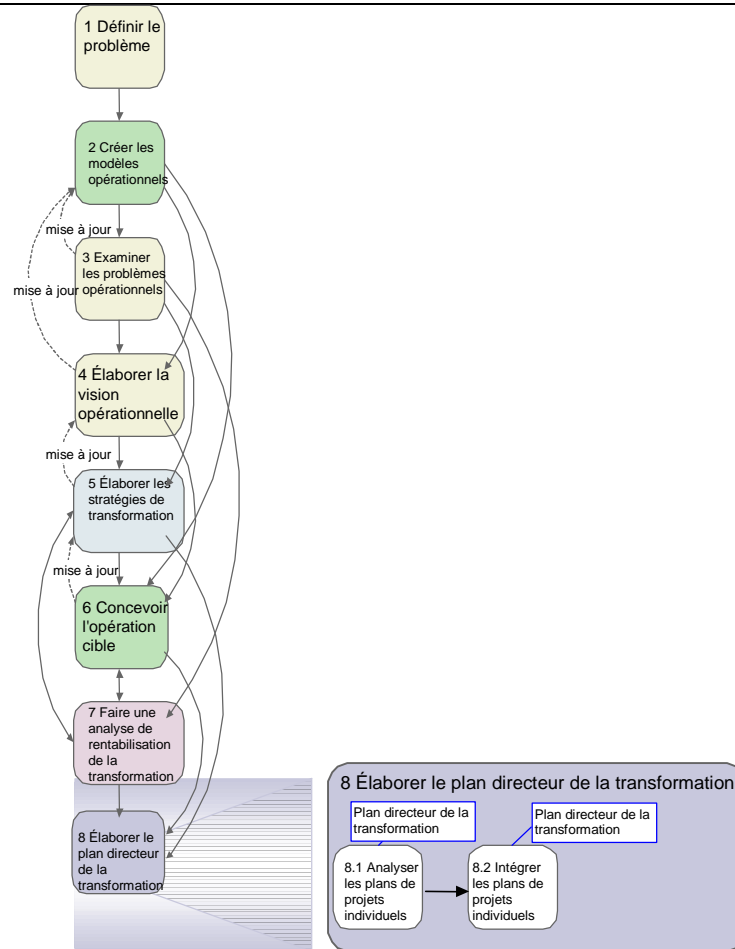 1 Définir le
problème
2 Créer les
modèles
opérationnels
mise à jour
3 Examiner
les problèmes
opérationnels
mise à jour
4 Élaborer la
vision
opérationnelle
mise à jour
5 Élaborer les
stratégies de
transformation
mise à jour
6 Concevoir
l'opération
cible
7 Faire une
analyse de
rentabilisation
de la
transformation
8 Élaborer le
plan directeur
de la
transformation
8 Élaborer le plan directeur de la transformation
Plan directeur de la
transformation
Plan directeur de la
transformation
8.1 Analyser
les plans de
projets
individuels
8.2 Intégrer
les plans de
projets
individuels